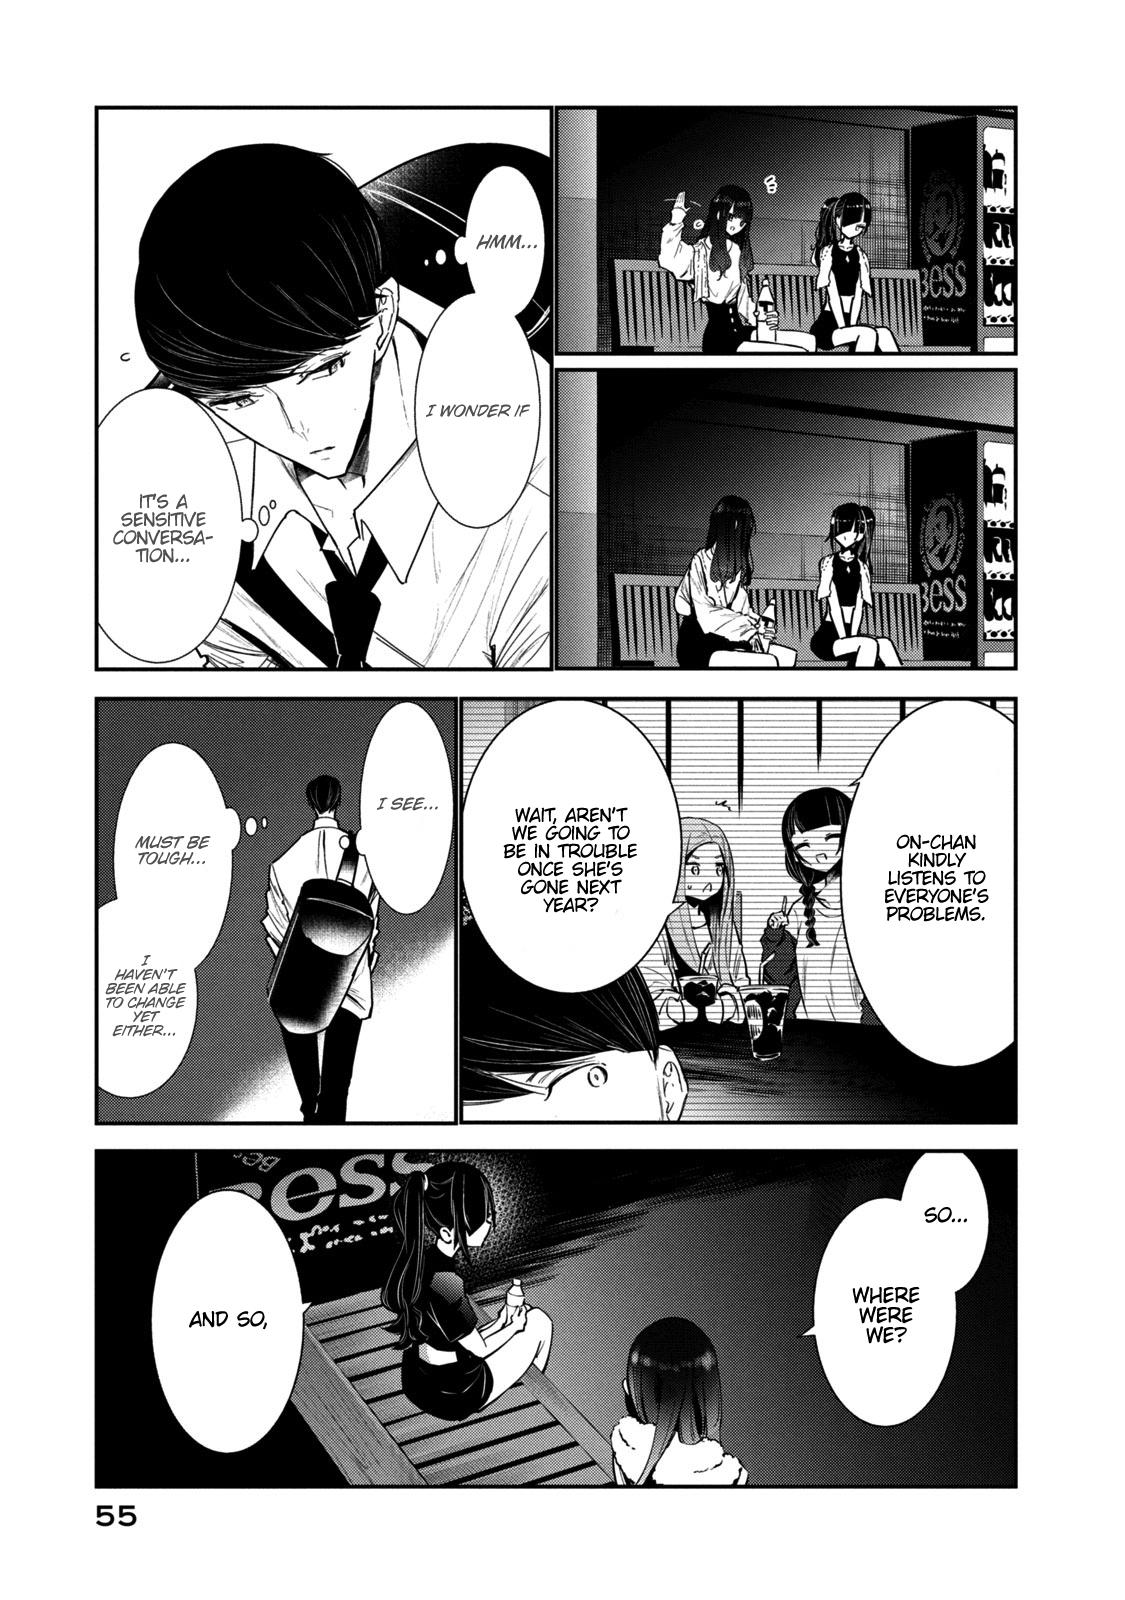 BESS
BESS
HMM...
I WONDER IF
IT'S A
SENSITIVE
CONVERSA-
TION...
ON-CHAN
KINDLY
LISTENS TO
EVERYONE'S
PROBLEMS.
WAIT, AREN'T
WE GOING TO
BE IN TROUBLE
ONCE SHE'S
GONE NEXT
YEAR?
I SEE...
MUST BE
TOUGH...
I
HAVEN'T
BEEN ABLE
TO CHANGE
YET
EITHER...
SO...
WHERE
WERE
WE?
AND SO,
55